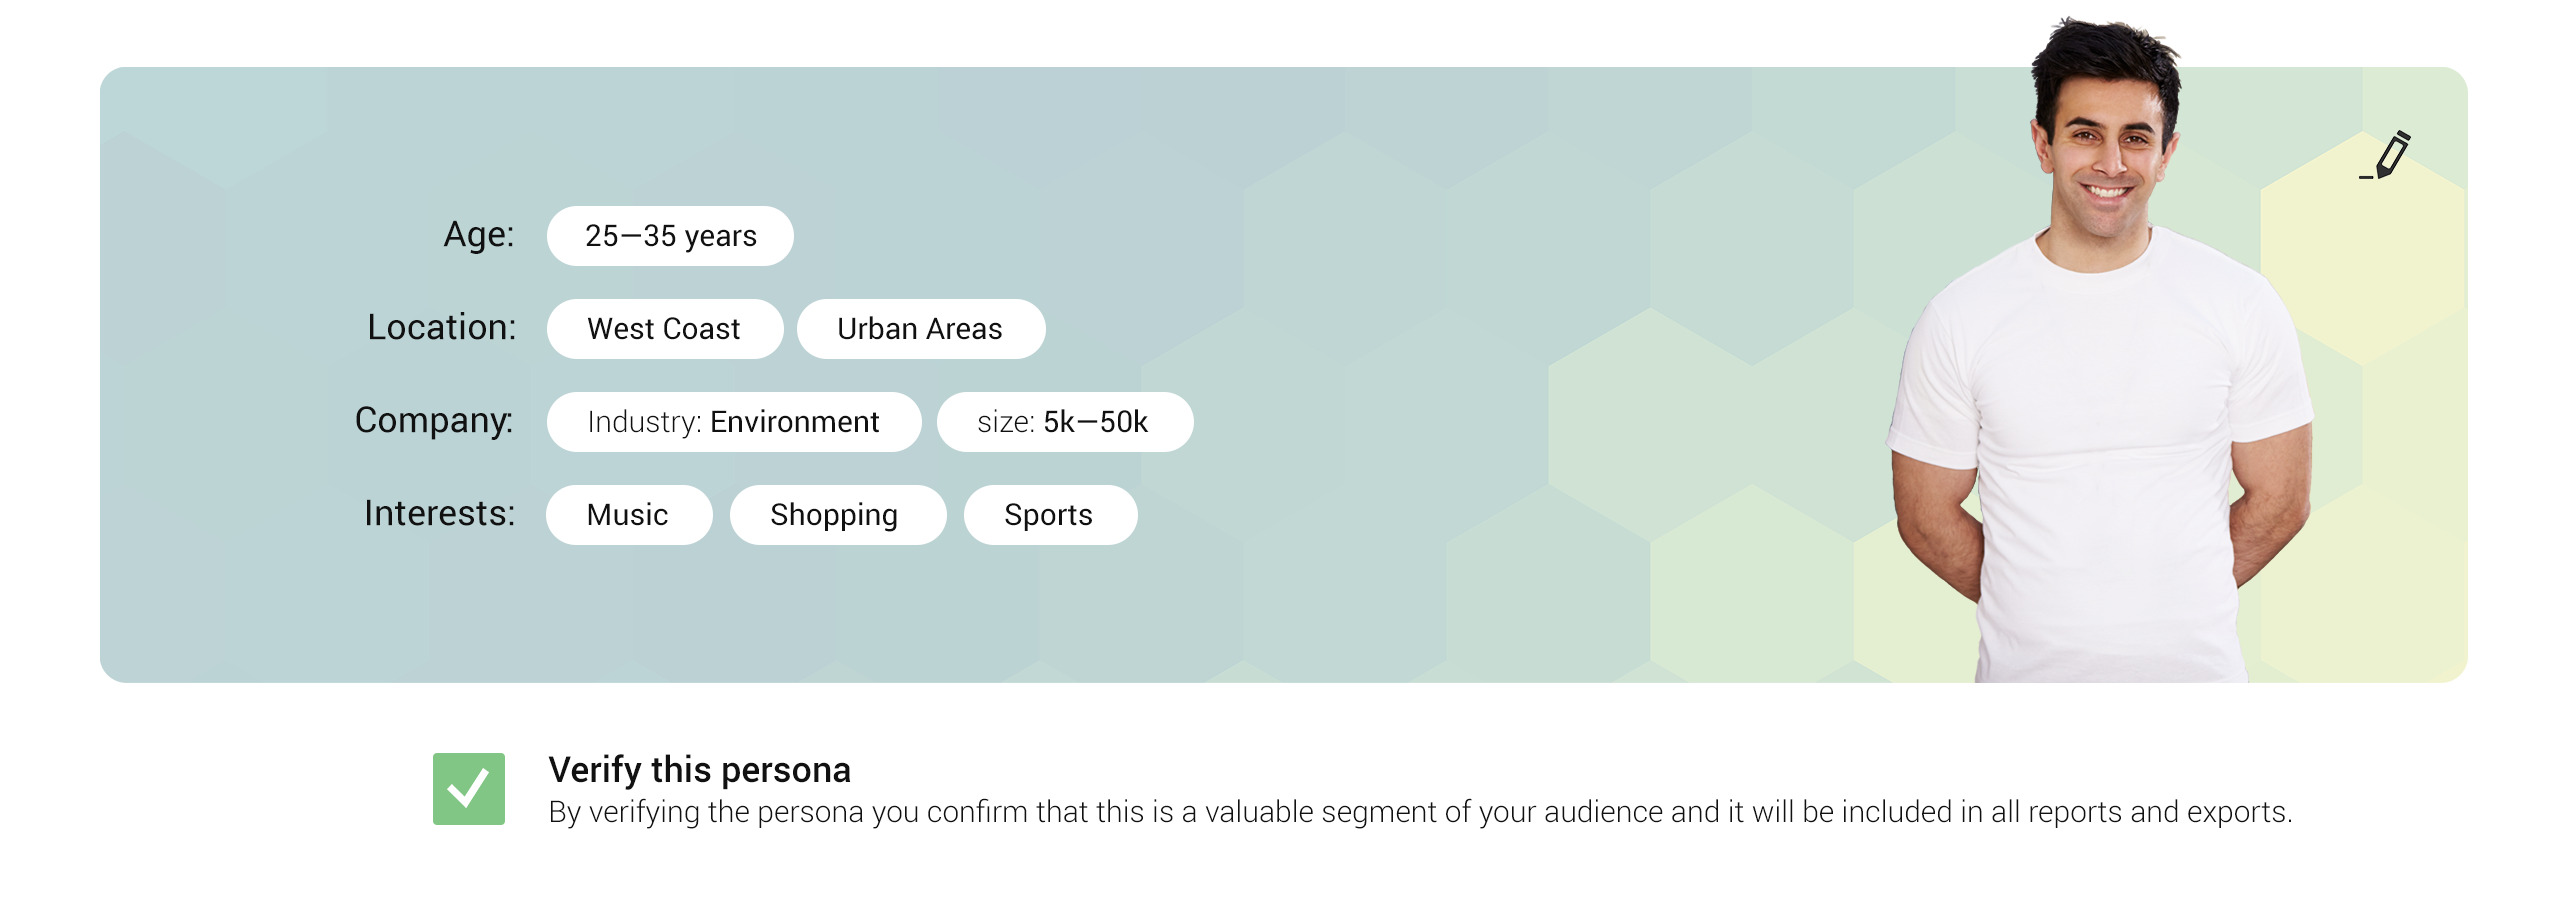 Age: 25—35 years
Location: West Coast Urban Areas
Company: Industry: Environment size: 5k—50k
Interests: Music Shopping Sports
Verify this persona
By verifying the persona you confirm that this is a valuable segment of your audience and it will be included in all reports and exports.